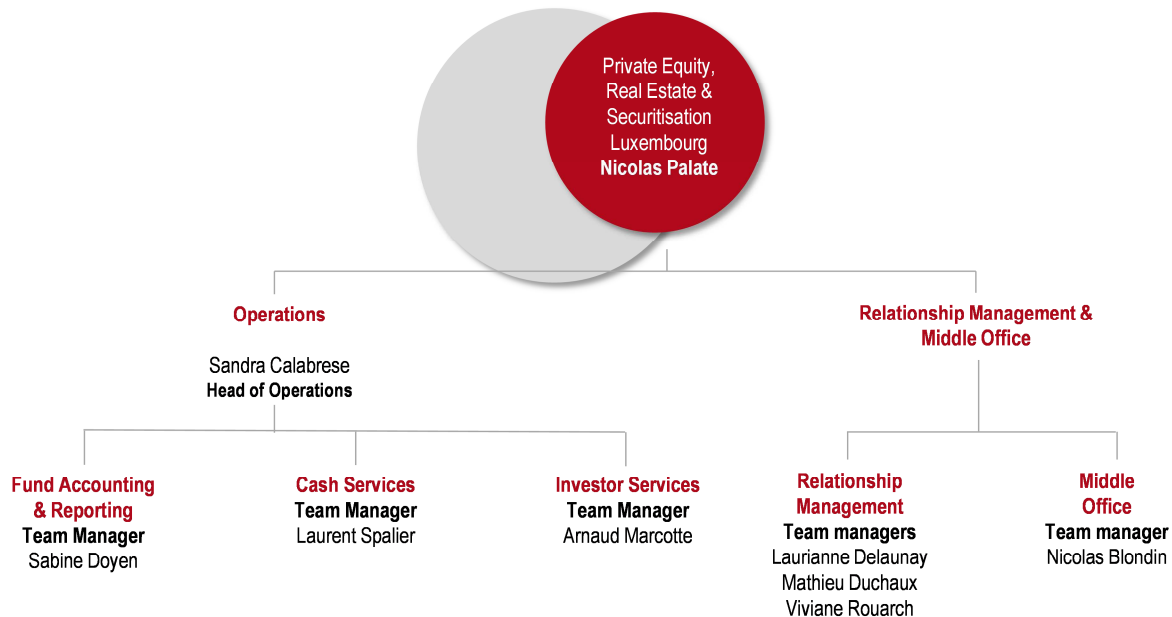 Private Equity,
Real Estate &
Securitisation
Luxembourg
Nicolas Palate
Operations
Sandra Calabrese
Head of Operations
Relationship Management &
Middle Office
Fund Accounting
& Reporting
Team Manager
Sabine Doyen
Cash Services
Team Manager
Laurent Spalier
Investor Services
Team Manager
Arnaud Marcotte
Relationship
Management
Team managers
Laurianne Delaunay
Mathieu Duchaux
Viviane Rouarch
Middle
Office
Team manager
Nicolas Blondin